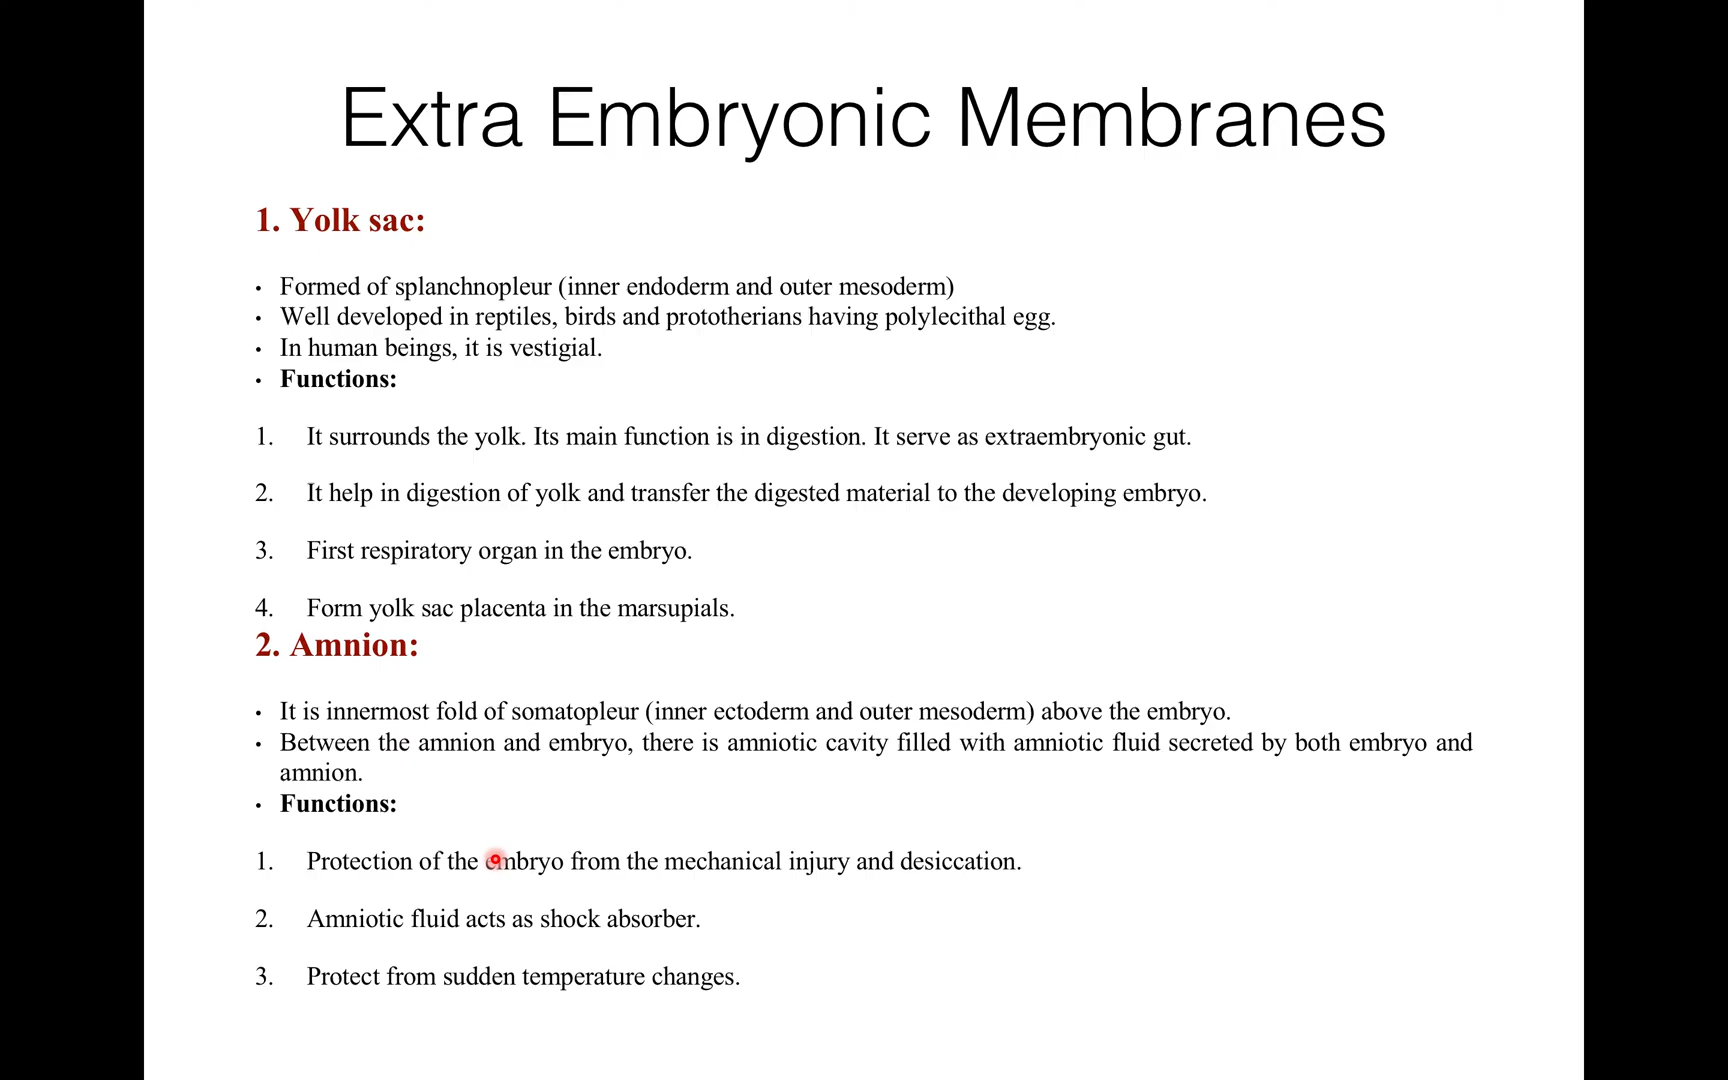 Extra Embryonic Membranes
1. Yolk sac:
• Formed of splanchnopleur (inner endoderm and outer mesoderm)
• Well developed in reptiles, birds and prototherians having polylecithal egg.
• In human beings, it is vestigial.
• Functions:
1. It surrounds the yolk. Its main function is in digestion. It serve as extraembryonic gut.
2. It help in digestion of yolk and transfer the digested material to the developing embryo.
3. First respiratory organ in the embryo.
4. Form yolk sac placenta in the marsupials.
2. Amnion:
• It is innermost fold of somatopleur (inner ectoderm and outer mesoderm) above the embryo.
• Between the amnion and embryo, there is amniotic cavity filled with amniotic fluid secreted by both embryo and
amnion.
• Functions:
1. Protection of the embryo from the mechanical injury and desiccation.
2. Amniotic fluid acts as shock absorber.
3. Protect from sudden temperature changes.